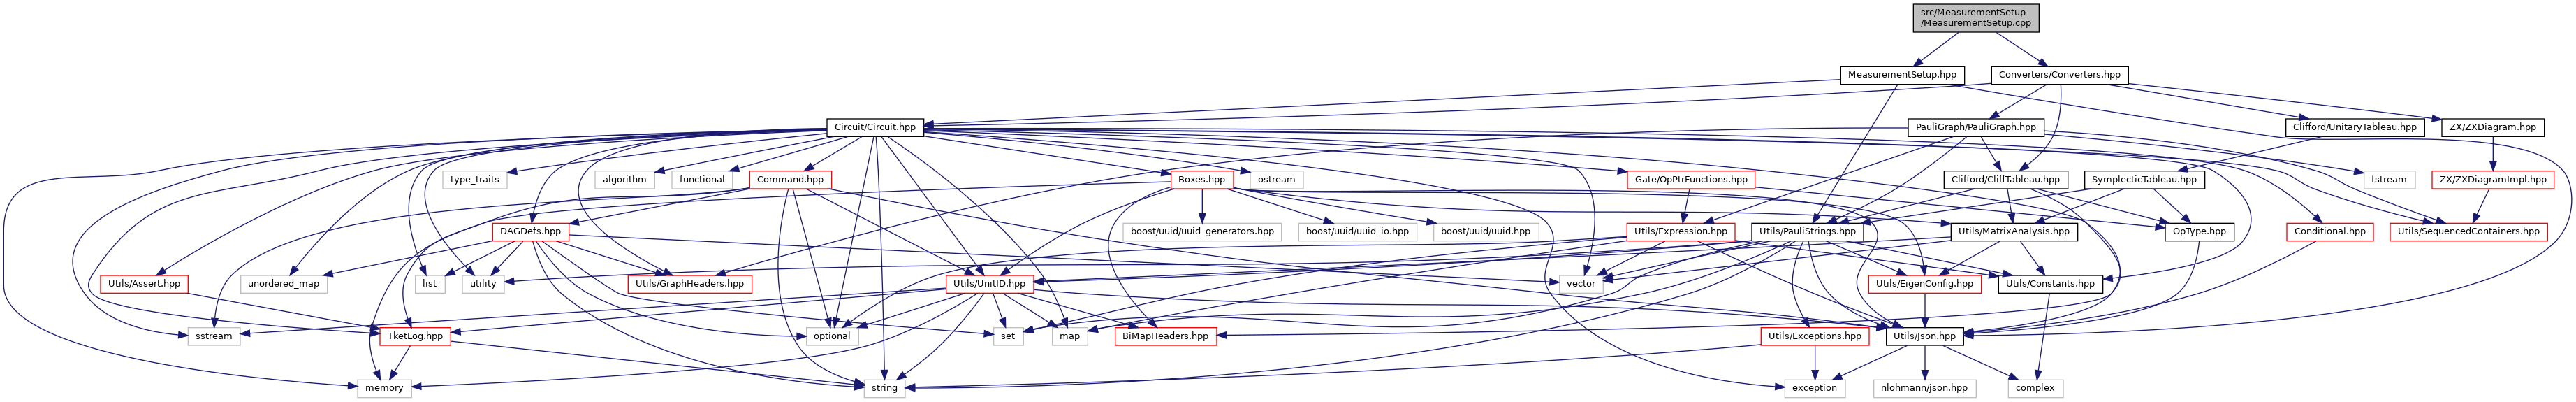 src/MeasurementSetup
/MeasurementSetup.cpp
MeasurementSetup.hpp
Converters/Converters.hpp
Circuit/Circuit.hpp
PauliGraph/PauliGraph.hpp
Clifford/UnitaryTableau.hpp
ZX/ZXDiagram.hpp
type_traits
algorithm
functional
Command.hpp
Boxes.hpp
ostream
Gate/OpPtrFunctions.hpp
Clifford/CliffTableau.hpp
SymplecticTableau.hpp
fstream
ZX/ZXDiagramImpl.hpp
DAGDefs.hpp
boost/uuid/uuid_generators.hpp
boost/uuid/uuid_io.hpp
boost/uuid/uuid.hpp
Utils/Expression.hpp
Utils/PauliStrings.hpp
Utils/MatrixAnalysis.hpp
OpType.hpp
Conditional.hpp
Utils/SequencedContainers.hpp
Utils/Assert.hpp
unordered_map
list
utility
Utils/GraphHeaders.hpp
Utils/UnitID.hpp
vector
Utils/EigenConfig.hpp
Utils/Constants.hpp
sstream
TketLog.hpp
optional
set
map
BiMapHeaders.hpp
Utils/Exceptions.hpp
Utils/Json.hpp
memory
string
exception
nlohmann/json.hpp
complex